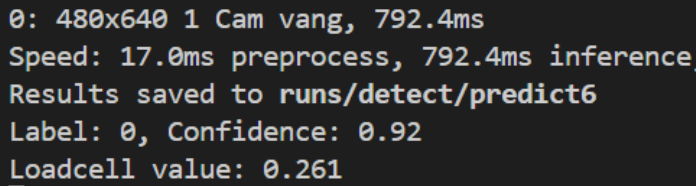 0: 480x640 1 Cam vang, 792.4ms
Speed: 17.0ms preprocess, 792.4ms inference,
Results saved to runs/detect/predict6
Label: 0, Confidence: 0.92
Loadcell value: 0.261